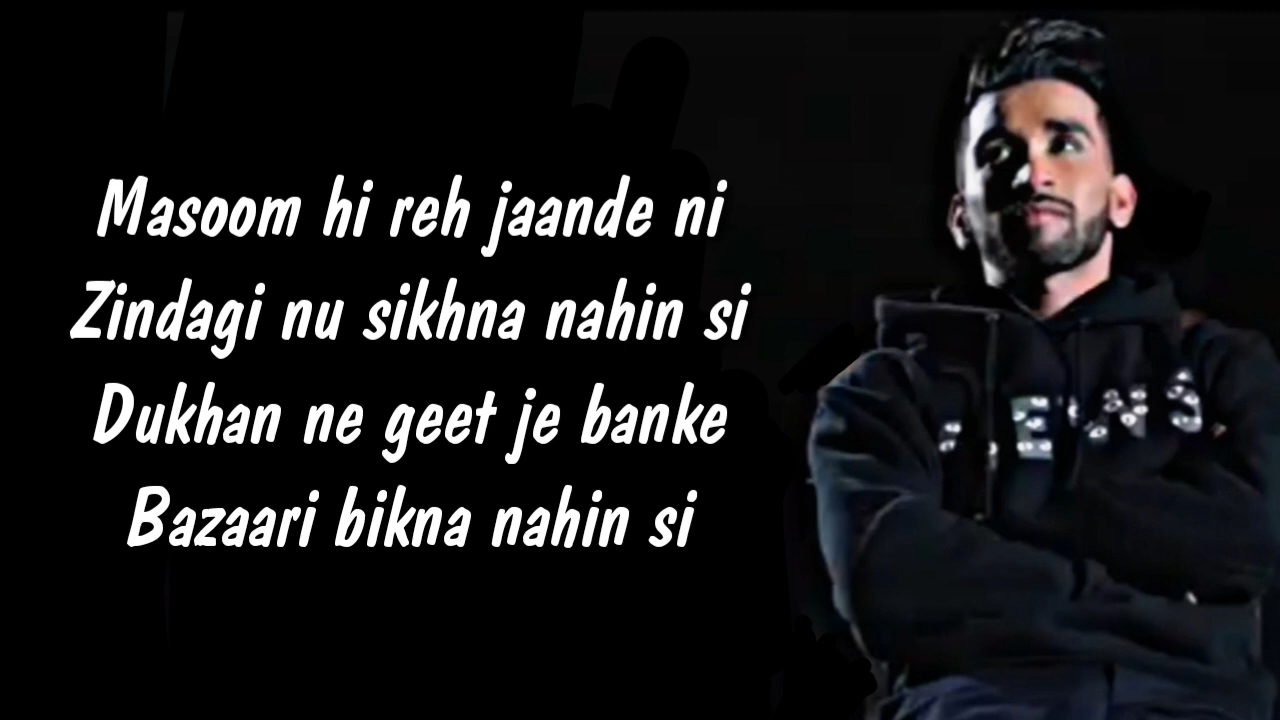 Masoom hi reh jaande ni
Zindagi nu sikhna nahin si
Dukhan ne geet je banke
Bazaari bikna nahin si